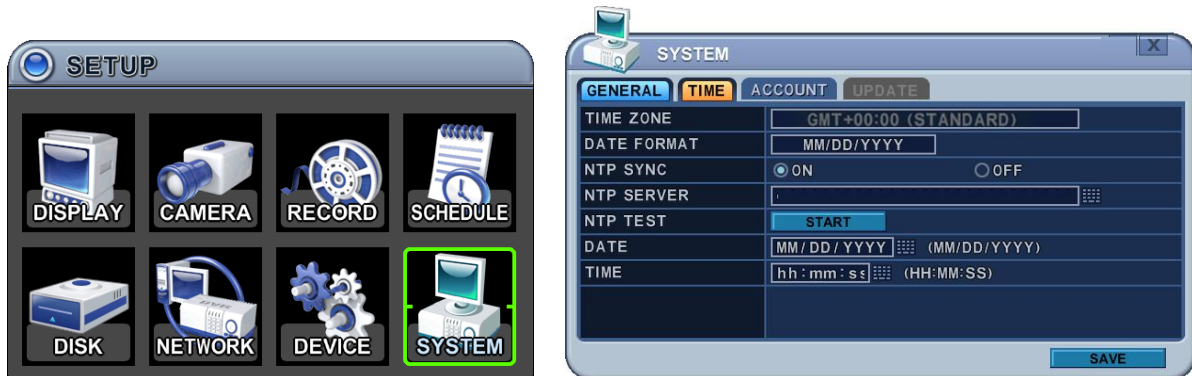 SETUP
DISPLAY CAMERA RECORD SCHEDULE
DISK NETWORK DEVICE SYSTEM
SYSTEM X
GENERAL TIME ACCOUNT UPDATE
TIME ZONE GMT+00:00 (STANDARD)
DATE FORMAT MM/DD/YYYY
NTP SYNC ON OFF
NTP SERVER
NTP TEST START
DATE MM/DD/YYYY (MM/DD/YYYY)
TIME hh:mm:ss (HH:MM:SS)
SAVE